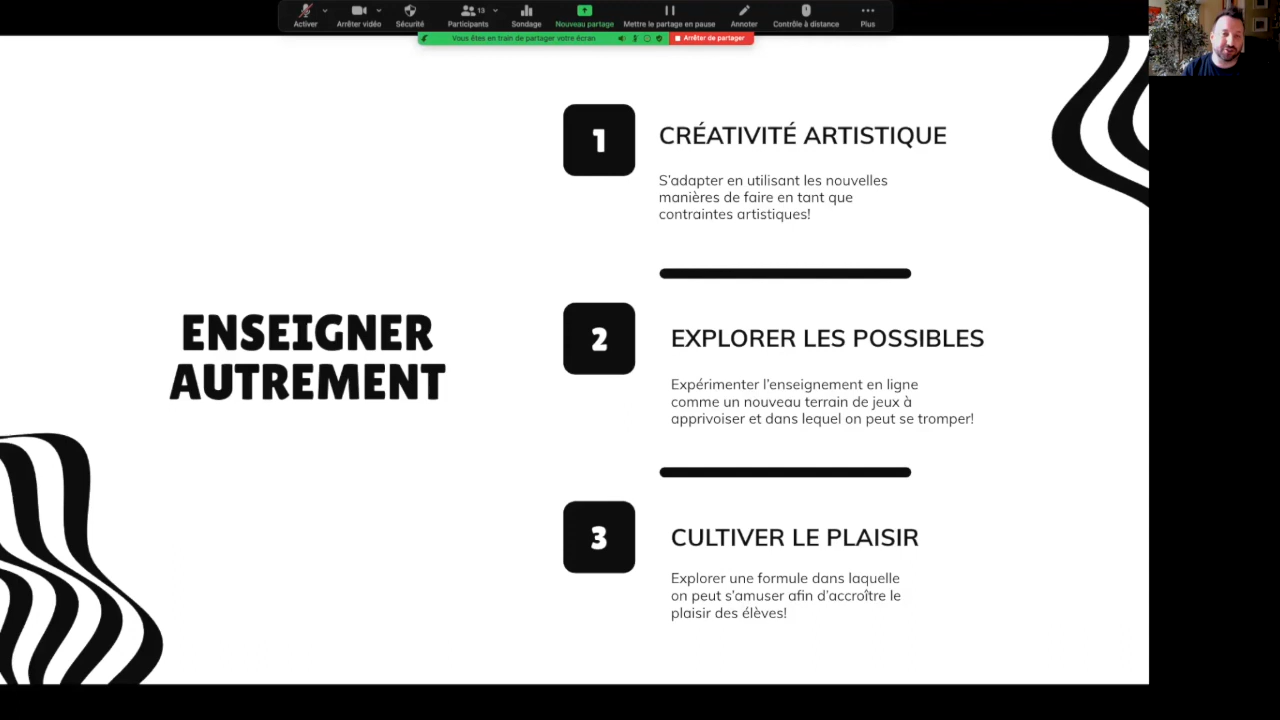 Activer
Arrêter vidéo
Sécurité
13
Participants
Sondage
Nouveau partage
Mettre le partage en pause
Annoter
Contrôle à distance
Plus
Vous êtes en train de partager votre écran
Arrêter de partager
ENSEIGNER
AUTREMENT
1
CRÉATIVITÉ ARTISTIQUE
S'adapter en utilisant les nouvelles
manières de faire en tant que
contraintes artistiques!
2
EXPLORER LES POSSIBLES
Expérimenter l'enseignement en ligne
comme un nouveau terrain de jeux à
apprivoiser et dans lequel on peut se tromper!
3
CULTIVER LE PLAISIR
Explorer une formule dans laquelle
on peut s'amuser afin d'accroître le
plaisir des élèves!